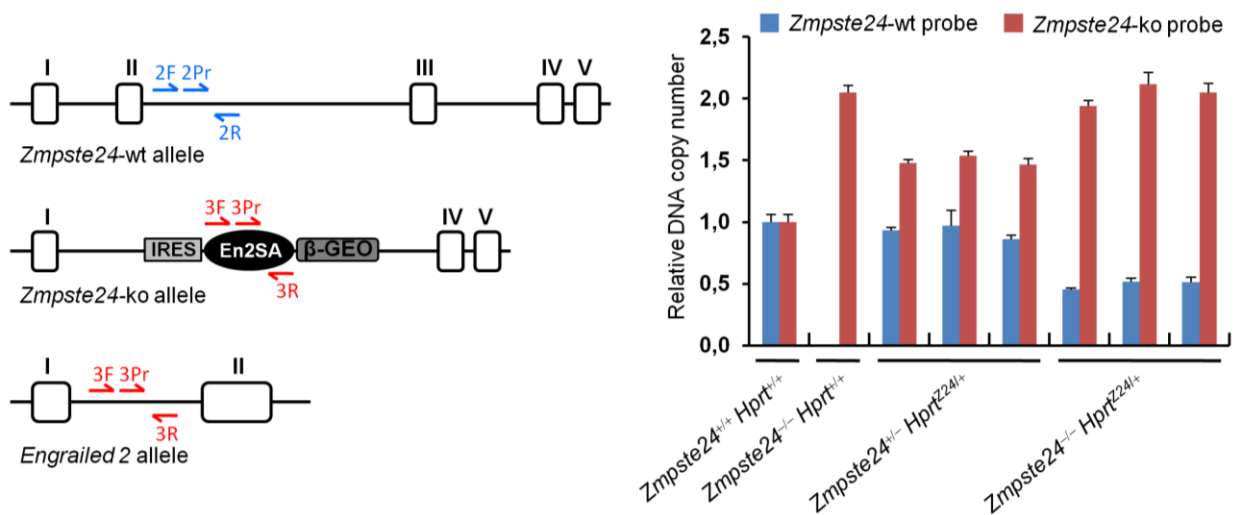 I II III IV V
2F 2Pr
2R
Zmpste24-wt allele
I IV V
3F 3Pr
IRES En2SA β-GEO
3R
Zmpste24-ko allele
I II
3F 3Pr
3R
Engrailed 2 allele
Zmpste24-wt probe Zmpste24-ko probe
Relative DNA copy number
2,5
2,0
1,5
1,0
0,5
0,0
Zmpste24+/+ Hprt+/+
Zmpste24–/– Hprt+/+
Zmpste24+/– HprtZ24/+
Zmpste24–/– HprtZ24/+